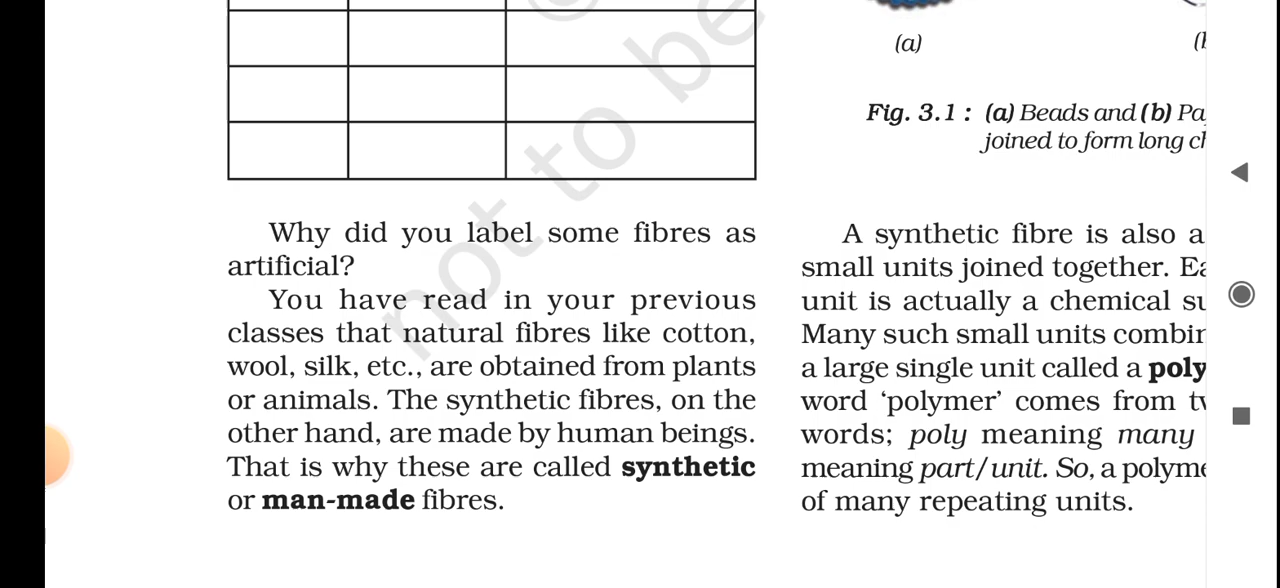 not to be
(a)
Fig. 3.1 : (a) Beads and (b)
joined to form long
Why did you label some fibres as
artificial?
You have read in your previous
classes that natural fibres like cotton,
wool, silk, etc., are obtained from plants
or animals. The synthetic fibres, on the
other hand, are made by human beings.
That is why these are called synthetic
or man-made fibres.
A synthetic fibre is also a
small units joined together.
unit is actually a chemical
Many such small units
a large single unit called a poly
word ‘polymer’ comes from
words; poly meaning many
meaning part/unit. So, a
of many repeating units.